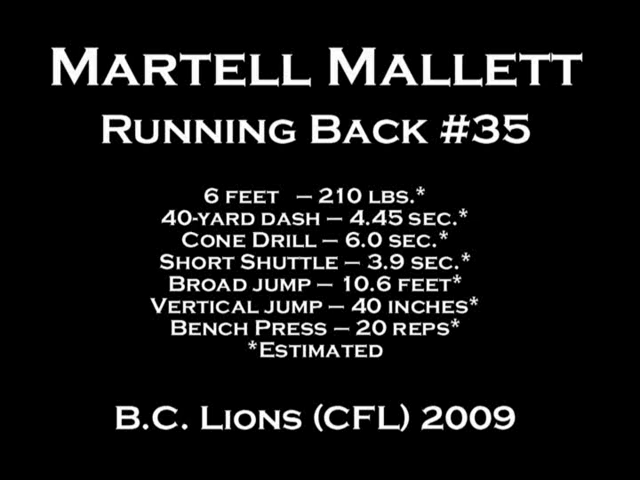 MARTELL MALLETT
RUNNING BACK #35
6 FEET – 210 LBS.*
40-YARD DASH – 4.45 SEC.*
CONE DRILL – 6.0 SEC.*
SHORT SHUTTLE – 3.9 SEC.*
BROAD JUMP – 10.6 FEET*
VERTICAL JUMP – 40 INCHES*
BENCH PRESS – 20 REPS*
*ESTIMATED
B.C. LIONS (CFL) 2009